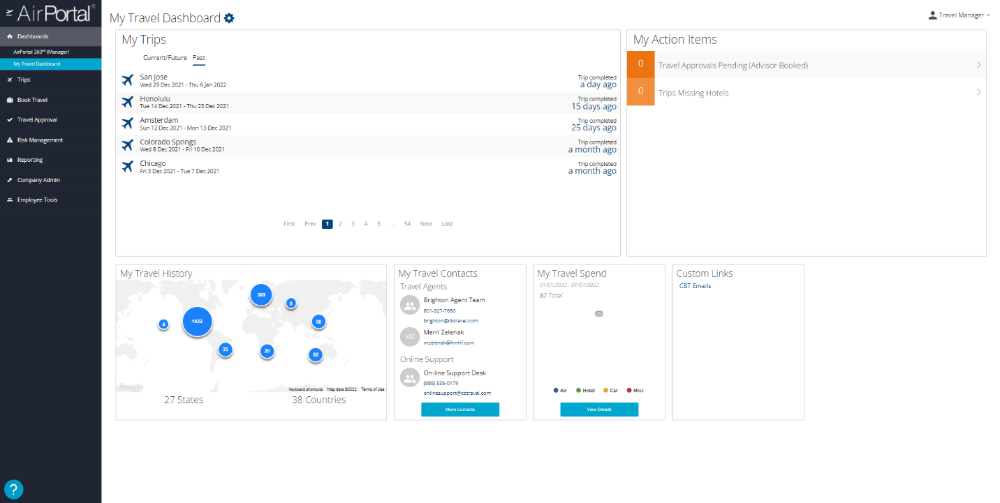 AirPortal®
Dashboards
AirPortal 360™ (Manager)
My Travel Dashboard
Trips
Book Travel
Travel Approval
Risk Management
Reporting
Company Admin
Employee Tools
?
My Travel Dashboard
Travel Manager
My Trips
Current/Future Past
San Jose
Wed 29 Dec 2021 - Thu 6 Jan 2022
Trip completed
a day ago
Honolulu
Tue 14 Dec 2021 - Thu 23 Dec 2021
Trip completed
15 days ago
Amsterdam
Sun 12 Dec 2021 - Mon 13 Dec 2021
Trip completed
25 days ago
Colorado Springs
Wed 8 Dec 2021 - Fri 10 Dec 2021
Trip completed
a month ago
Chicago
Fri 3 Dec 2021 - Tue 7 Dec 2021
Trip completed
a month ago
First Prev 1 2 3 4 5 ... 54 Next Last
My Action Items
0 Travel Approvals Pending (Advisor Booked)
0 Trips Missing Hotels
My Travel History
369
8
4
1432
60
35
20
82
Google
Keyboard shortcuts Map data ©2022 Terms of Use
27 States 38 Countries
My Travel Contacts
Travel Agents
Brighton Agent Team
801-327-7680
brighton@cbtravel.com
MZ
Merri Zelenak
mzelenak@hmhf.com
Online Support
On-line Support Desk
(888) 535-0179
onlinesupport@cbtravel.com
More Contacts
My Travel Spend
01/01/2022 - 01/07/2022
$0 Total
0K
Air Hotel Car Misc
View Details
Custom Links
CBT Emails